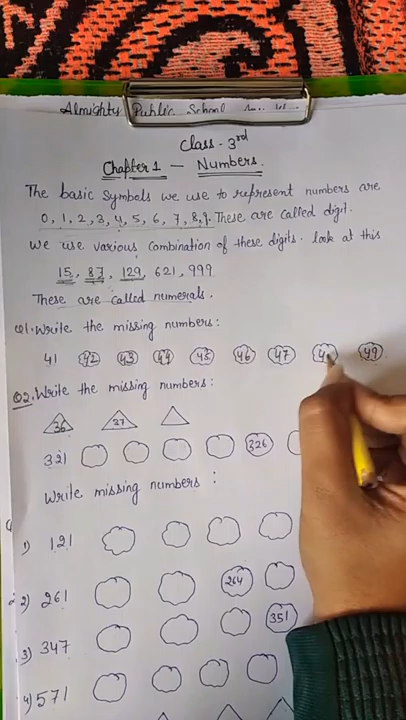 Almighty Public School
Class - 3rd
Chapter 1 - Numbers.
The basic symbols we use to represent numbers are
0, 1, 2, 3, 4, 5, 6, 7, 8, 9. These are called digit.
We use various combination of these digits. look at this
15, 87, 129, 621, 999
These are called numerals.
Q1. Write the missing numbers:
41 42 43 44 45 46 47 49
Q2. Write the missing numbers:
36 37
321 326
Write missing numbers :
1) 121
2) 261 264
3) 347 351
4) 571